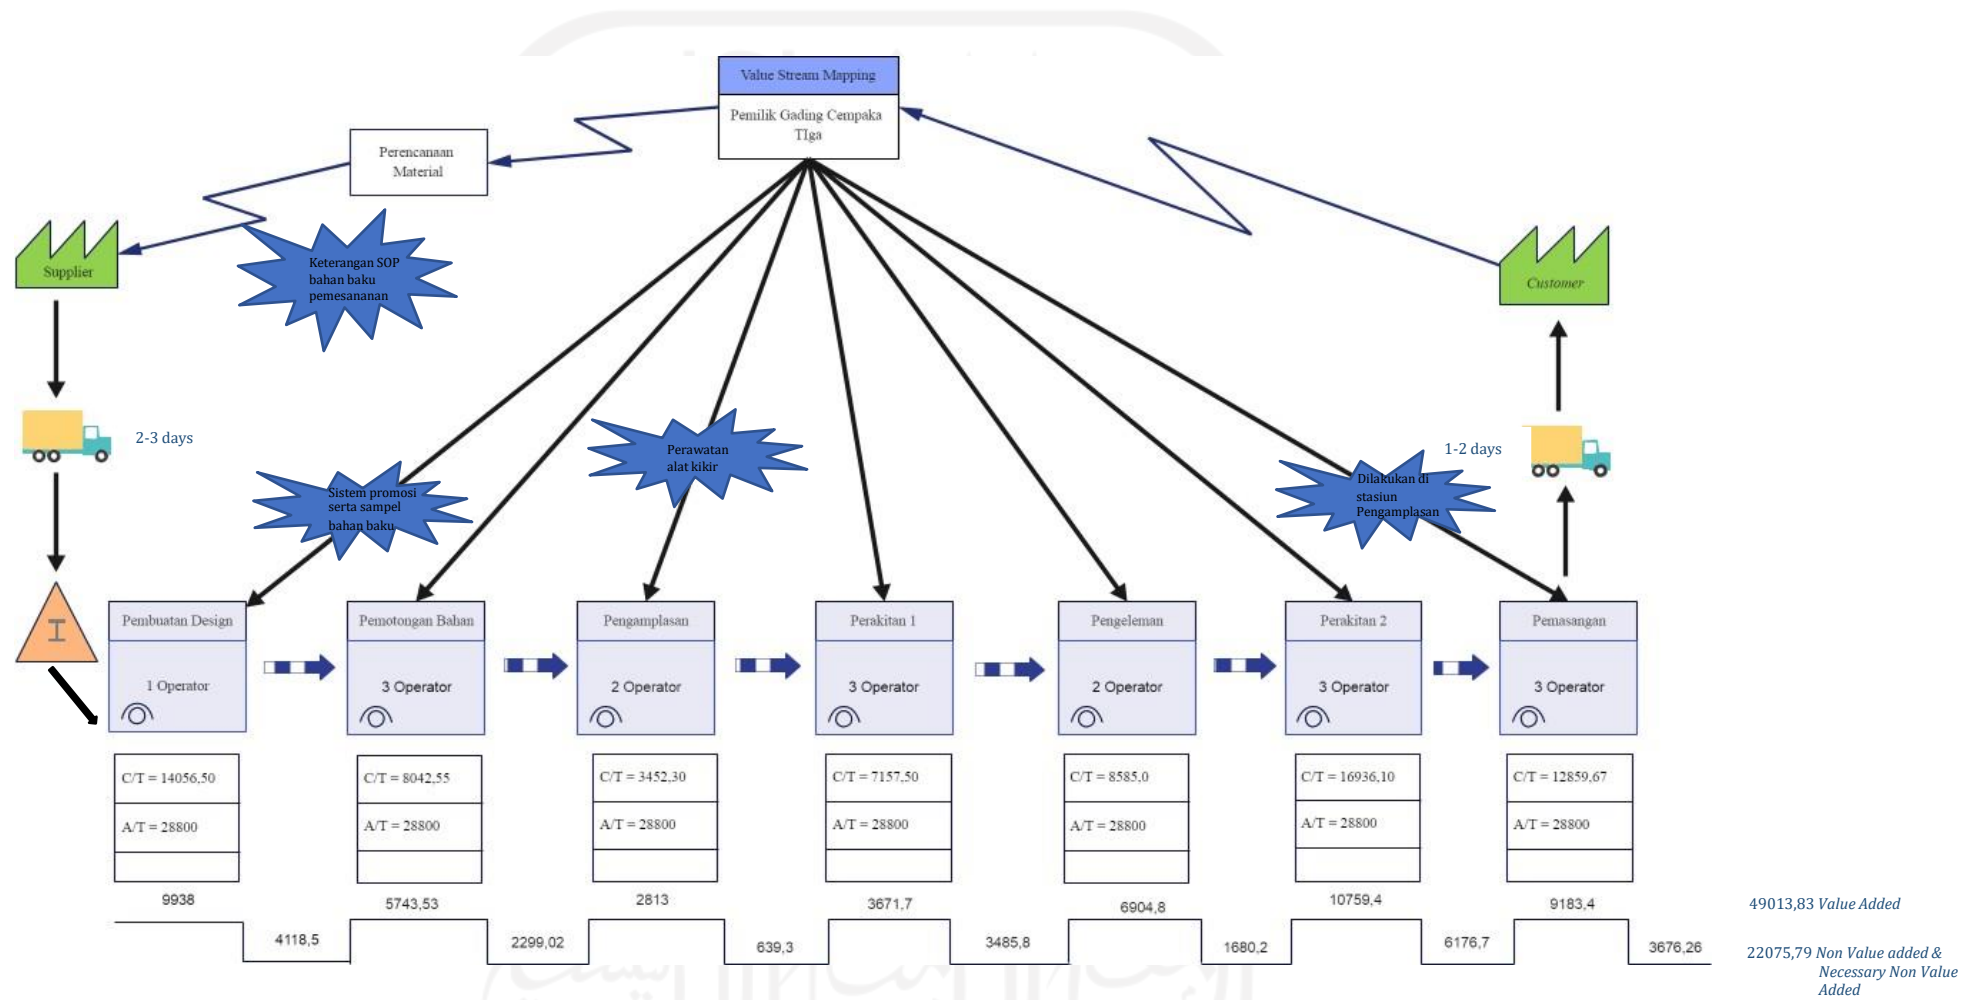 Value Stream Mapping
Pemilik Gading Cempaka
TIga
Perencanaan
Material
Supplier
Keterangan SOP
bahan baku
pemesananan
Customer
2-3 days
1-2 days
Sistem promosi
serta sampel
bahan baku
Perawatan
alat kikir
Dilakukan di
stasiun
Pengamplasan
I
Pembuatan Design
1 Operator
Pemotongan Bahan
3 Operator
Pengamplasan
2 Operator
Perakitan 1
3 Operator
Pengeleman
2 Operator
Perakitan 2
3 Operator
Pemasangan
3 Operator
C/T = 14056,50
A/T = 28800
C/T = 8042,55
A/T = 28800
C/T = 3452,30
A/T = 28800
C/T = 7157,50
A/T = 28800
C/T = 8585,0
A/T = 28800
C/T = 16936,10
A/T = 28800
C/T = 12859,67
A/T = 28800
9938
5743,53
2813
3671,7
6904,8
10759,4
9183,4
49013,83 Value Added
4118,5
2299,02
639,3
3485,8
1680,2
6176,7
3676,26
22075,79 Non Value added &
Necessary Non Value
Added